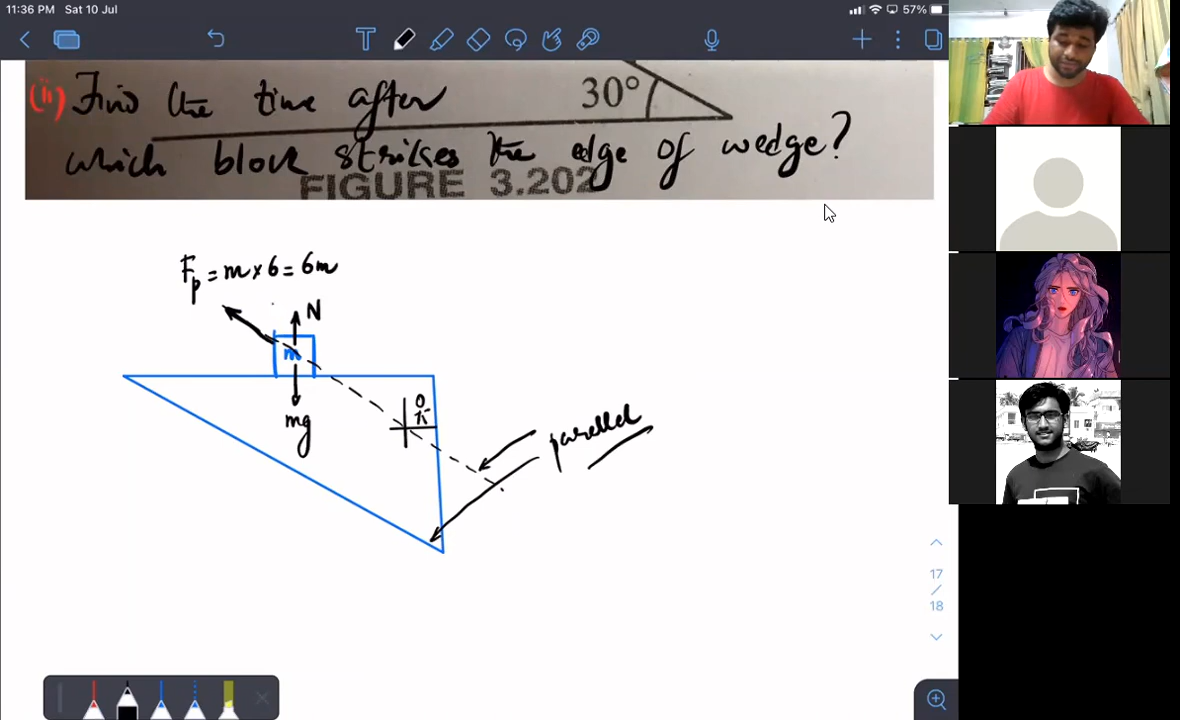 11:36 PM Sat 10 Jul 57%
(ii) Find the time after 30°
which block strikes the edge of wedge?
FIGURE 3.202
Fp = m × 6 = 6m
N
m
mg
parellel
17
/
18